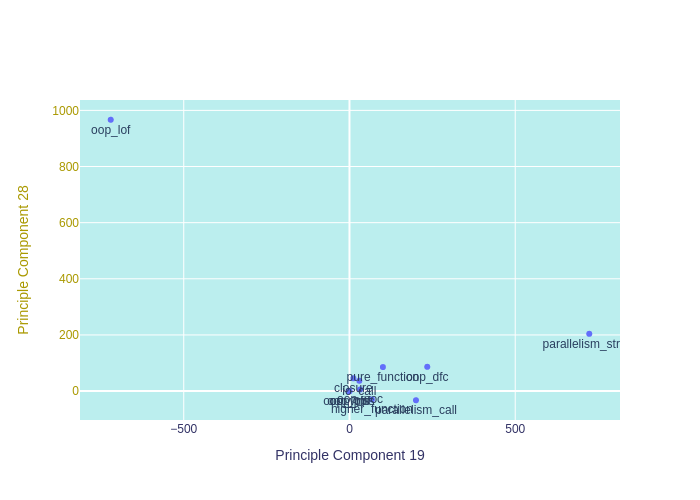 1000
oop_lof
800
600
400
200
parallelism_str
pure_function
oop_dfc
closure
0
higher_function
parallelism_call
−500
0
500
Principle Component 19
Principle Component 28